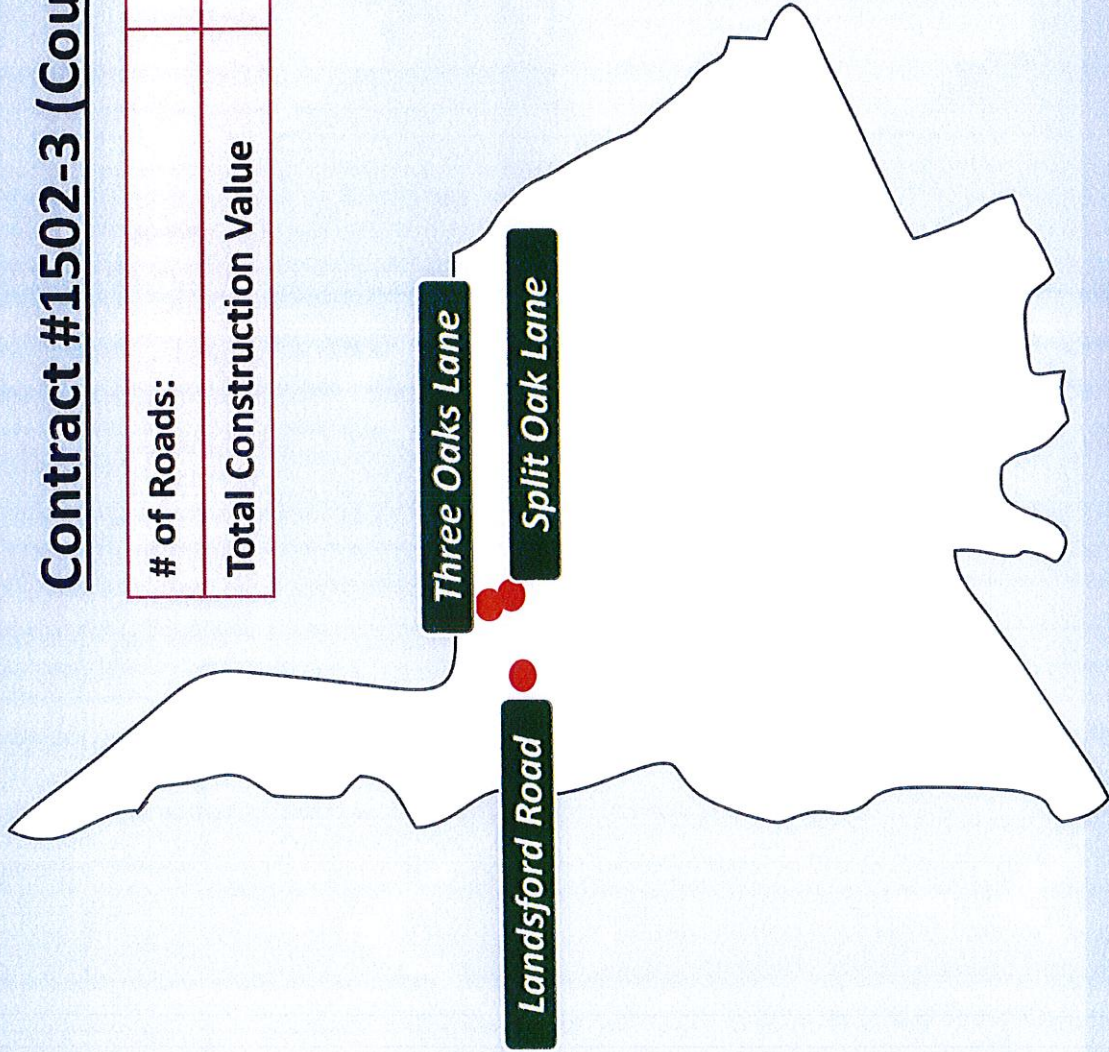 Contract #1502-3 (Cou
# of Roads:
Total Construction Value
Three Oaks Lane
Split Oak Lane
Landsford Road